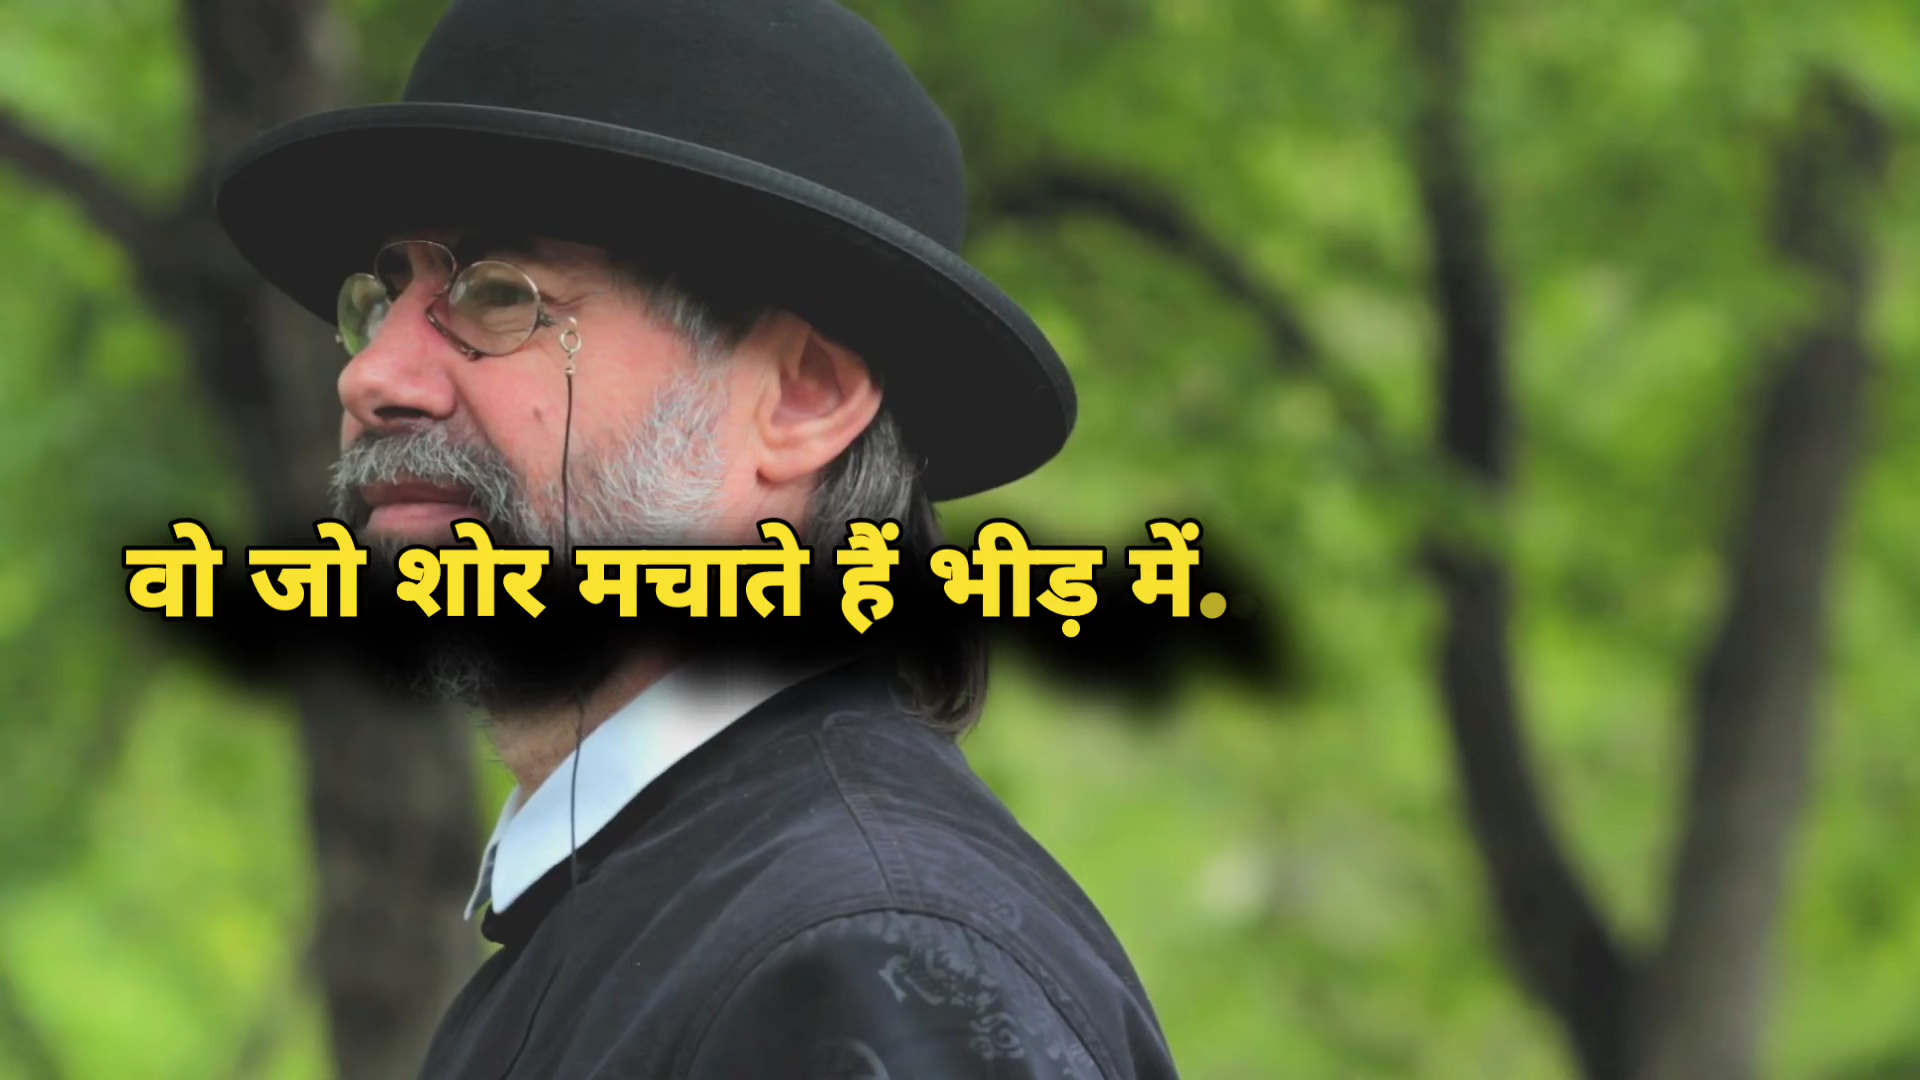 वो जो शोर मचाते हैं भीड़ में.